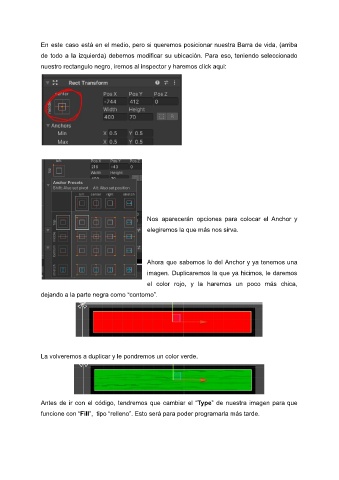 En este caso está en el medio, pero si queremos posicionar nuestra Barra de vida, (arriba
de todo a la izquierda) debemos modificar su ubicación. Para eso, teniendo seleccionado
nuestro rectangulo negro, iremos al inspector y haremos click aquí:
Rect Transform
center
Pos X Pos Y Pos Z
-744 412 0
Width Height
400 70
Anchors
Min X 0.5 Y 0.5
Max X 0.5 Y 0.5
Pos X Pos Y Pos Z
Width Height
Anchor Presets
Nos aparecerán opciones para colocar el Anchor y
elegiremos la que más nos sirva.
Ahora que sabemos lo del Anchor y ya tenemos una
imagen. Duplicaremos la que ya hicimos, le daremos
el color rojo, y la haremos un poco más chica,
dejando a la parte negra como “contorno”.
La volveremos a duplicar y le pondremos un color verde.
Antes de ir con el código, tendremos que cambiar el “Type” de nuestra imagen para que
funcione con “Fill”, tipo “relleno”. Esto será para poder programarla más tarde.